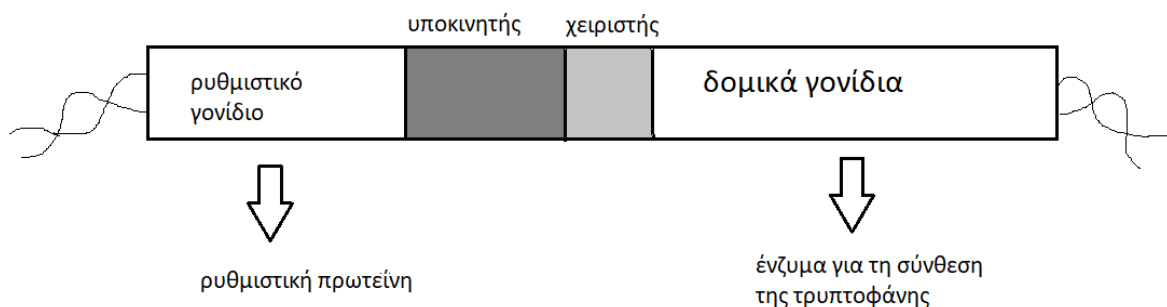 υποκινητής
χειριστής
ρυθμιστικό
γονίδιο
δομικά γονίδια
ρυθμιστική πρωτεΐνη
ένζυμα για τη σύνθεση
της τρυπτοφάνης